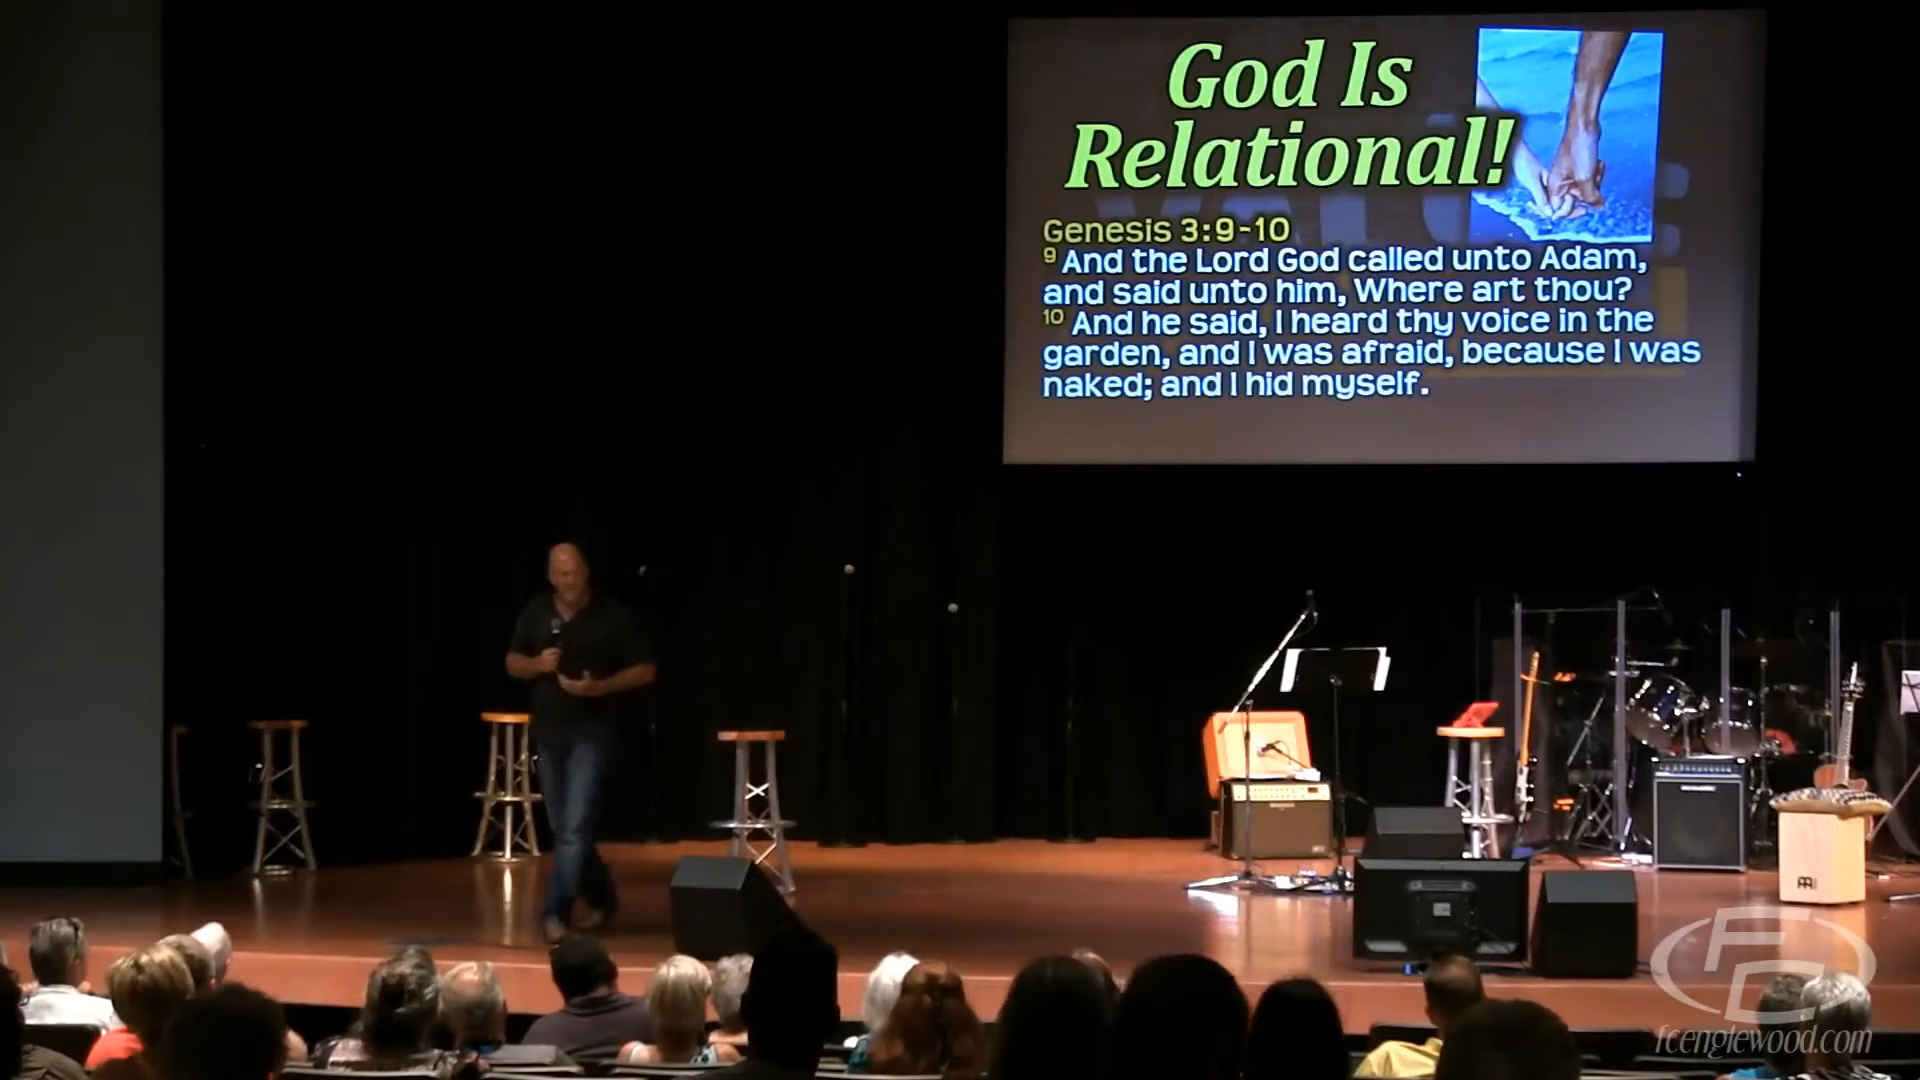 God Is
Relational!
Genesis 3:9-10
9 And the Lord God called unto Adam,
and said unto him, Where art thou?
10 And he said, I heard thy voice in the
garden, and I was afraid, because I was
naked; and I hid myself.
FC
fcenglewood.com